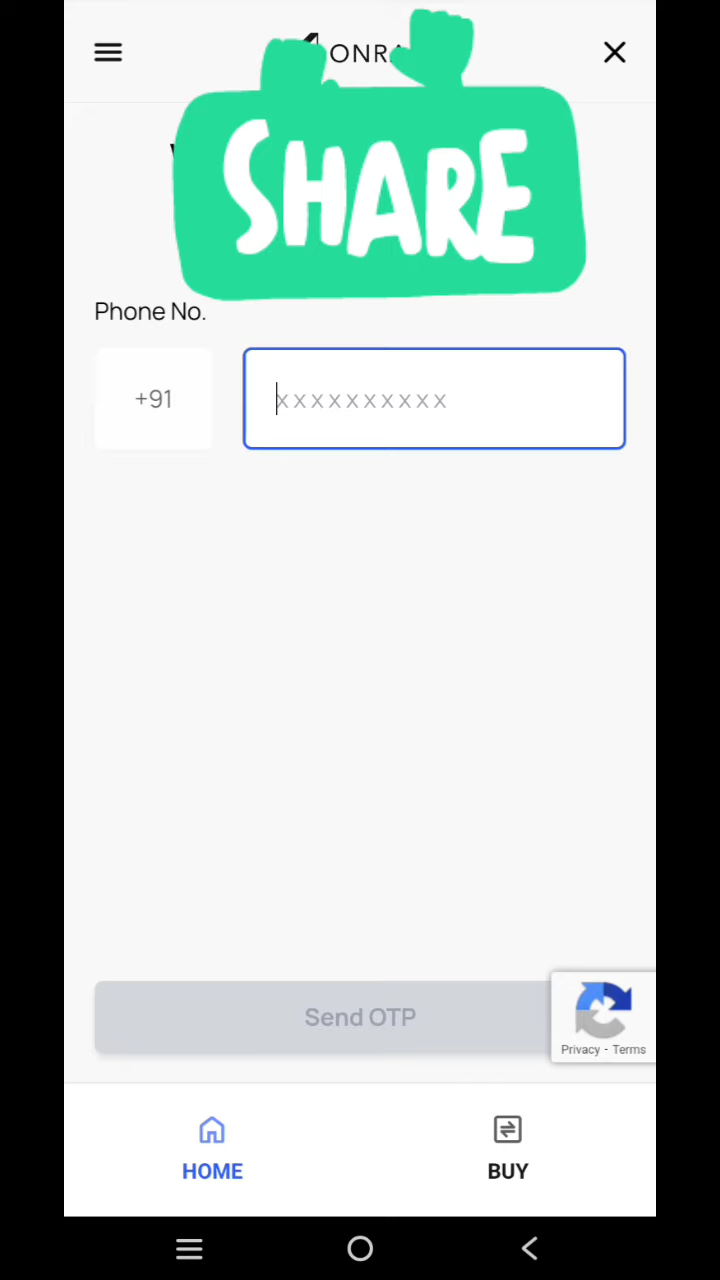 SHARE
Phone No.
+91
xxxxxxxxxx
Send OTP
Privacy - Terms
HOME
BUY